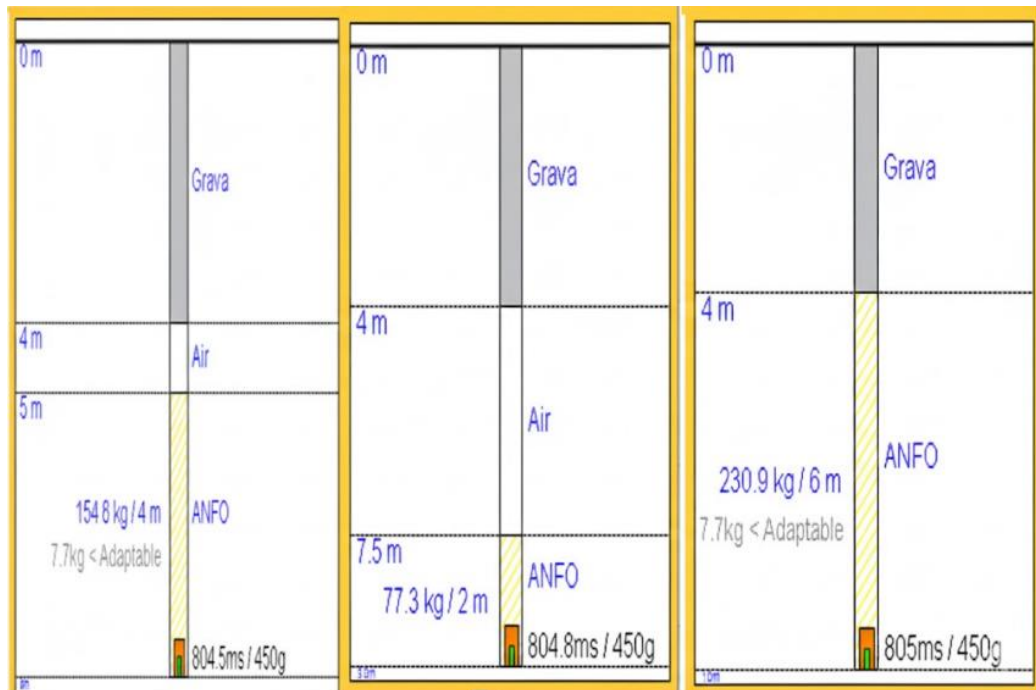 0 m
Grava
4 m
Air
5 m
154.8 kg / 4 m
ANFO
7.7kg < Adaptable
804.5ms / 450g
0 m
Grava
4 m
Air
7.5 m
ANFO
77.3 kg / 2 m
804.8ms / 450g
0 m
Grava
4 m
ANFO
230.9 kg / 6 m
7.7kg < Adaptable
805ms / 450g
10m